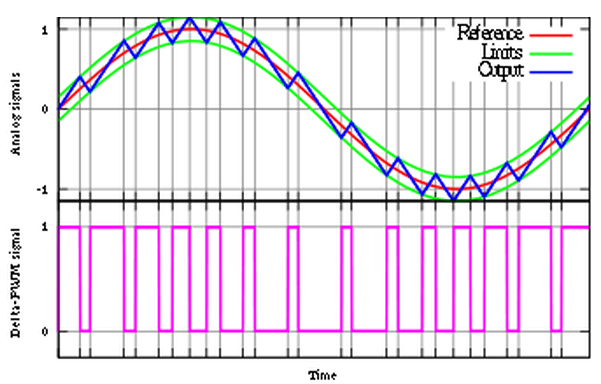 Analog signals
1
0
-1
Reference
Limits
Output
Delta-PWM signal
1
0
Time